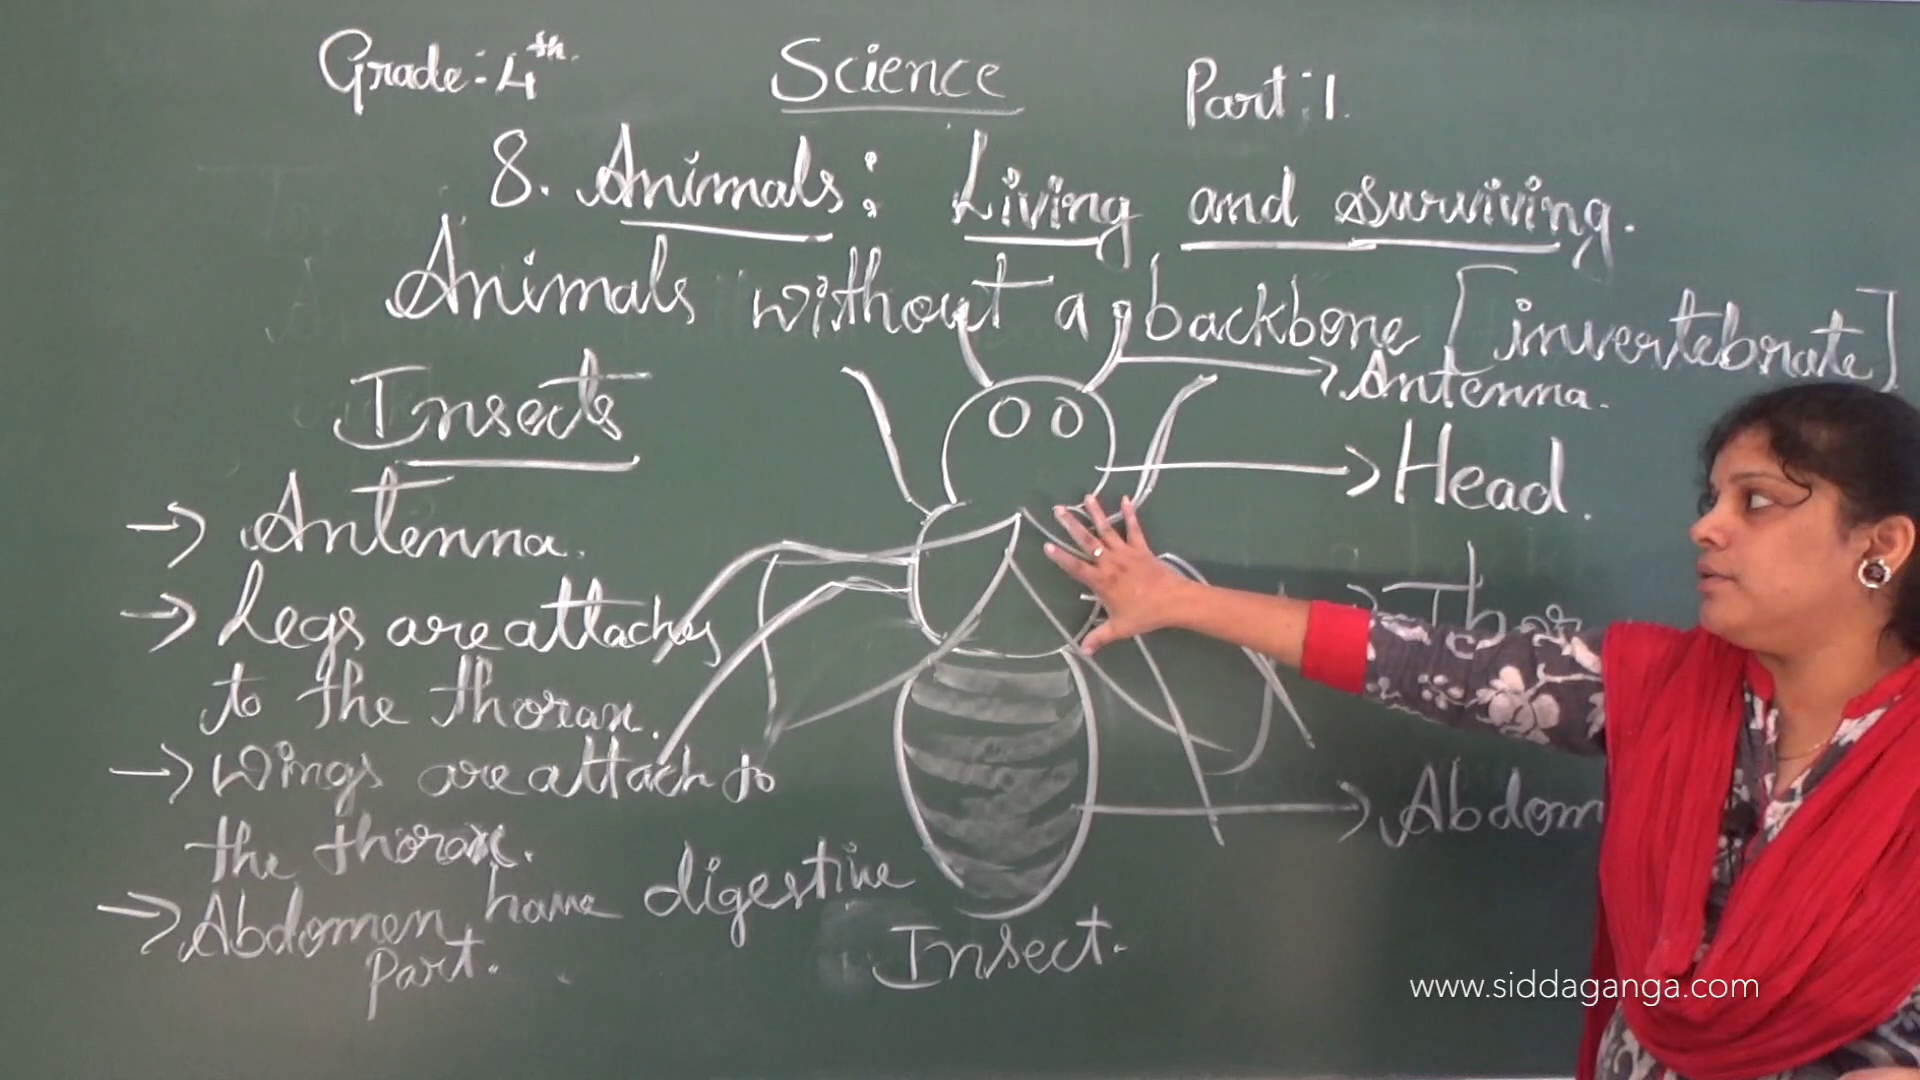 Grade:- 4th.
Science
Part:1.
8. Animals: Living and surviving.
Animals without a backbone [invertebrate]
Insects
→ Antenna.
→ Legs are attaches
to the thorax.
→ Wings are attach to
the thorax.
→ Abdomen have digestive
part.
→ Antenna.
→ Head.
→ Thor
→ Abdom
Insect.
www.siddaganga.com